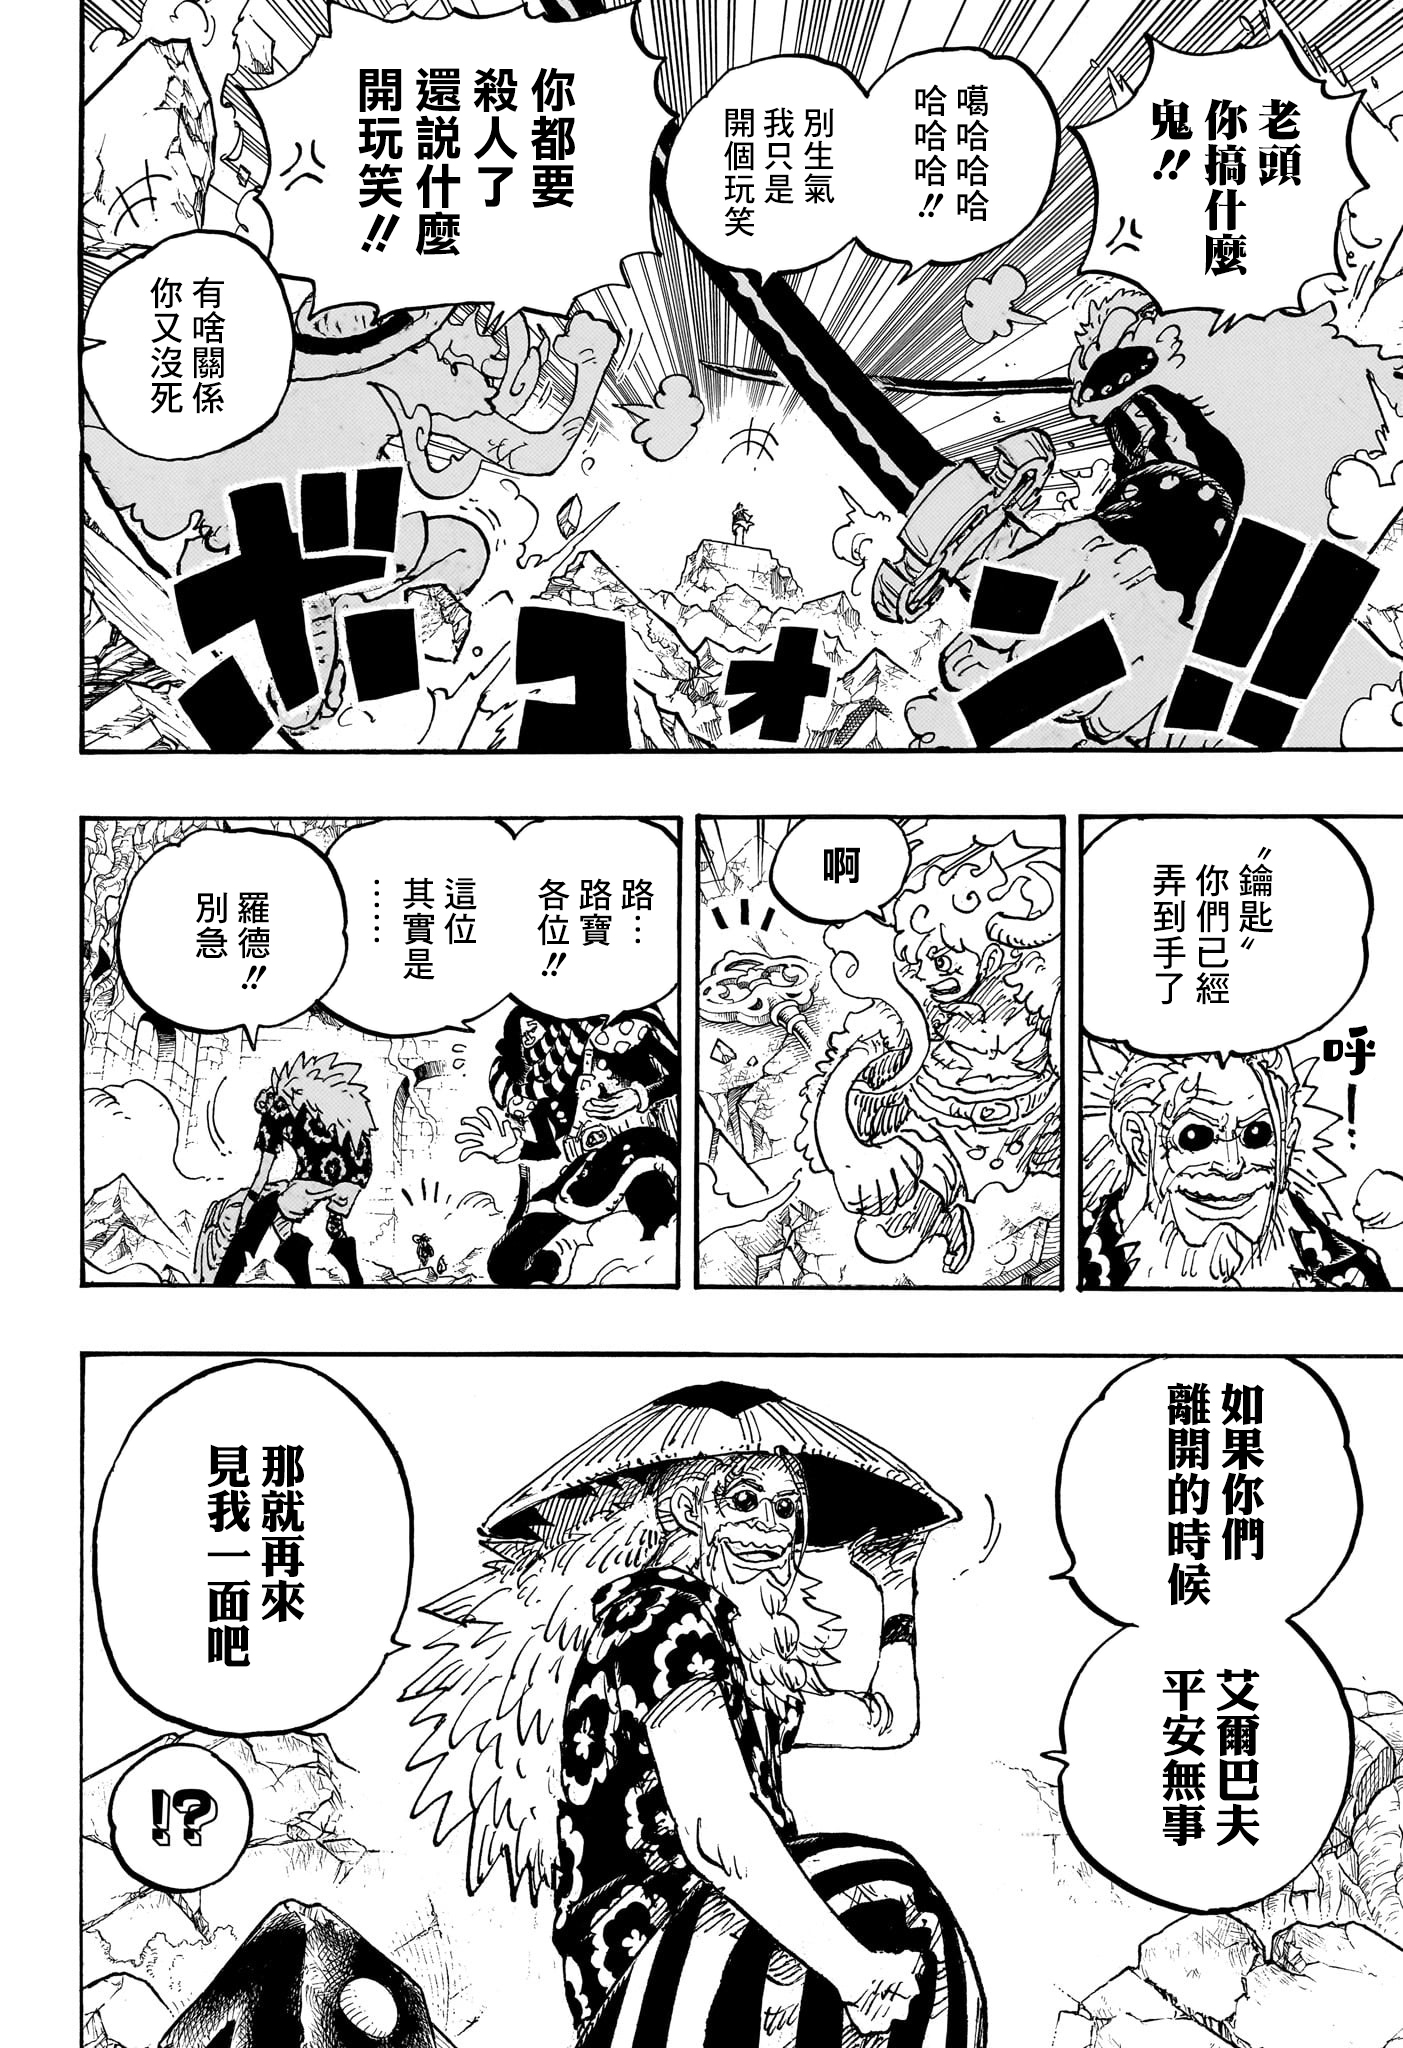 老頭
你搞什麼
鬼!!
噶哈哈哈
哈哈哈哈!!
別生氣
我只是
開個玩笑
你都要
殺人了
還説什麼
開玩笑!!
有啥關係
你又沒死
ボゴォン!!
〝鑰匙〞
你們已經
弄到手了
呼—!
啊
路…
路寶
各位!!
這位
其實是
……
羅德!!
別急
如果你們
離開的時候
艾爾巴夫
平安無事
那就再來
見我一面吧
!?